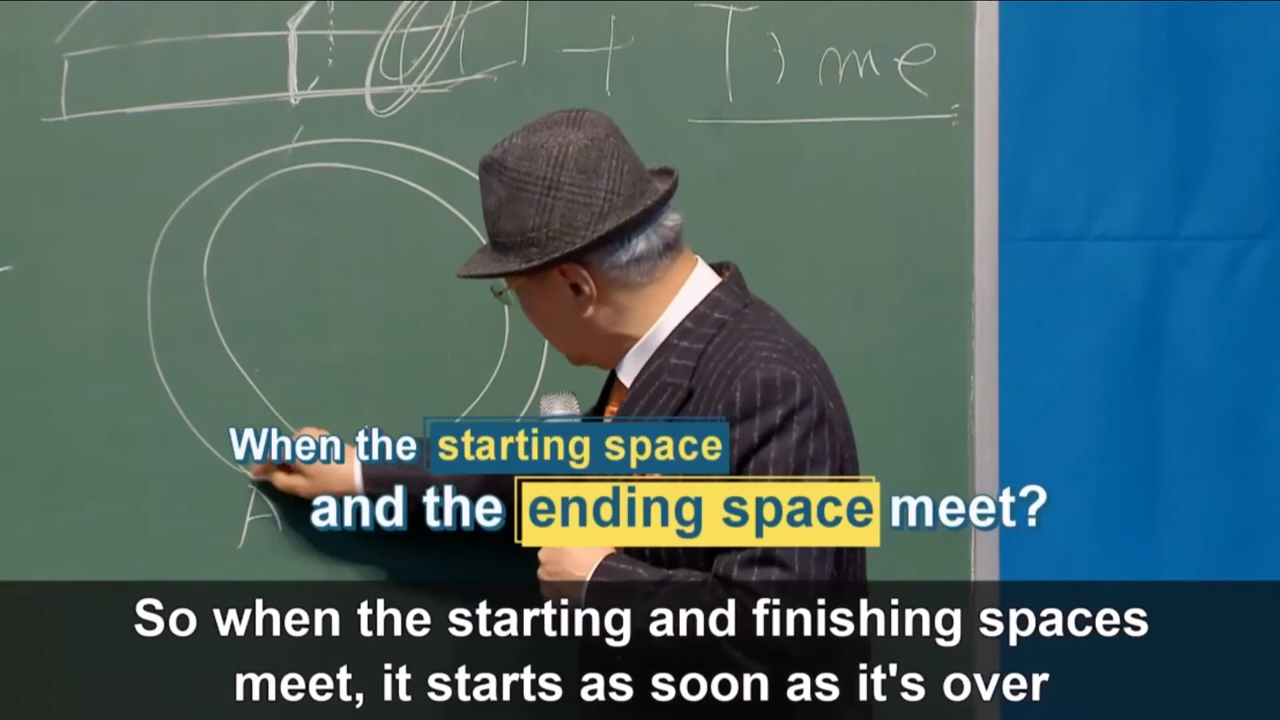 + Time
A
When the starting space
and the ending space meet?
So when the starting and finishing spaces
meet, it starts as soon as it's over